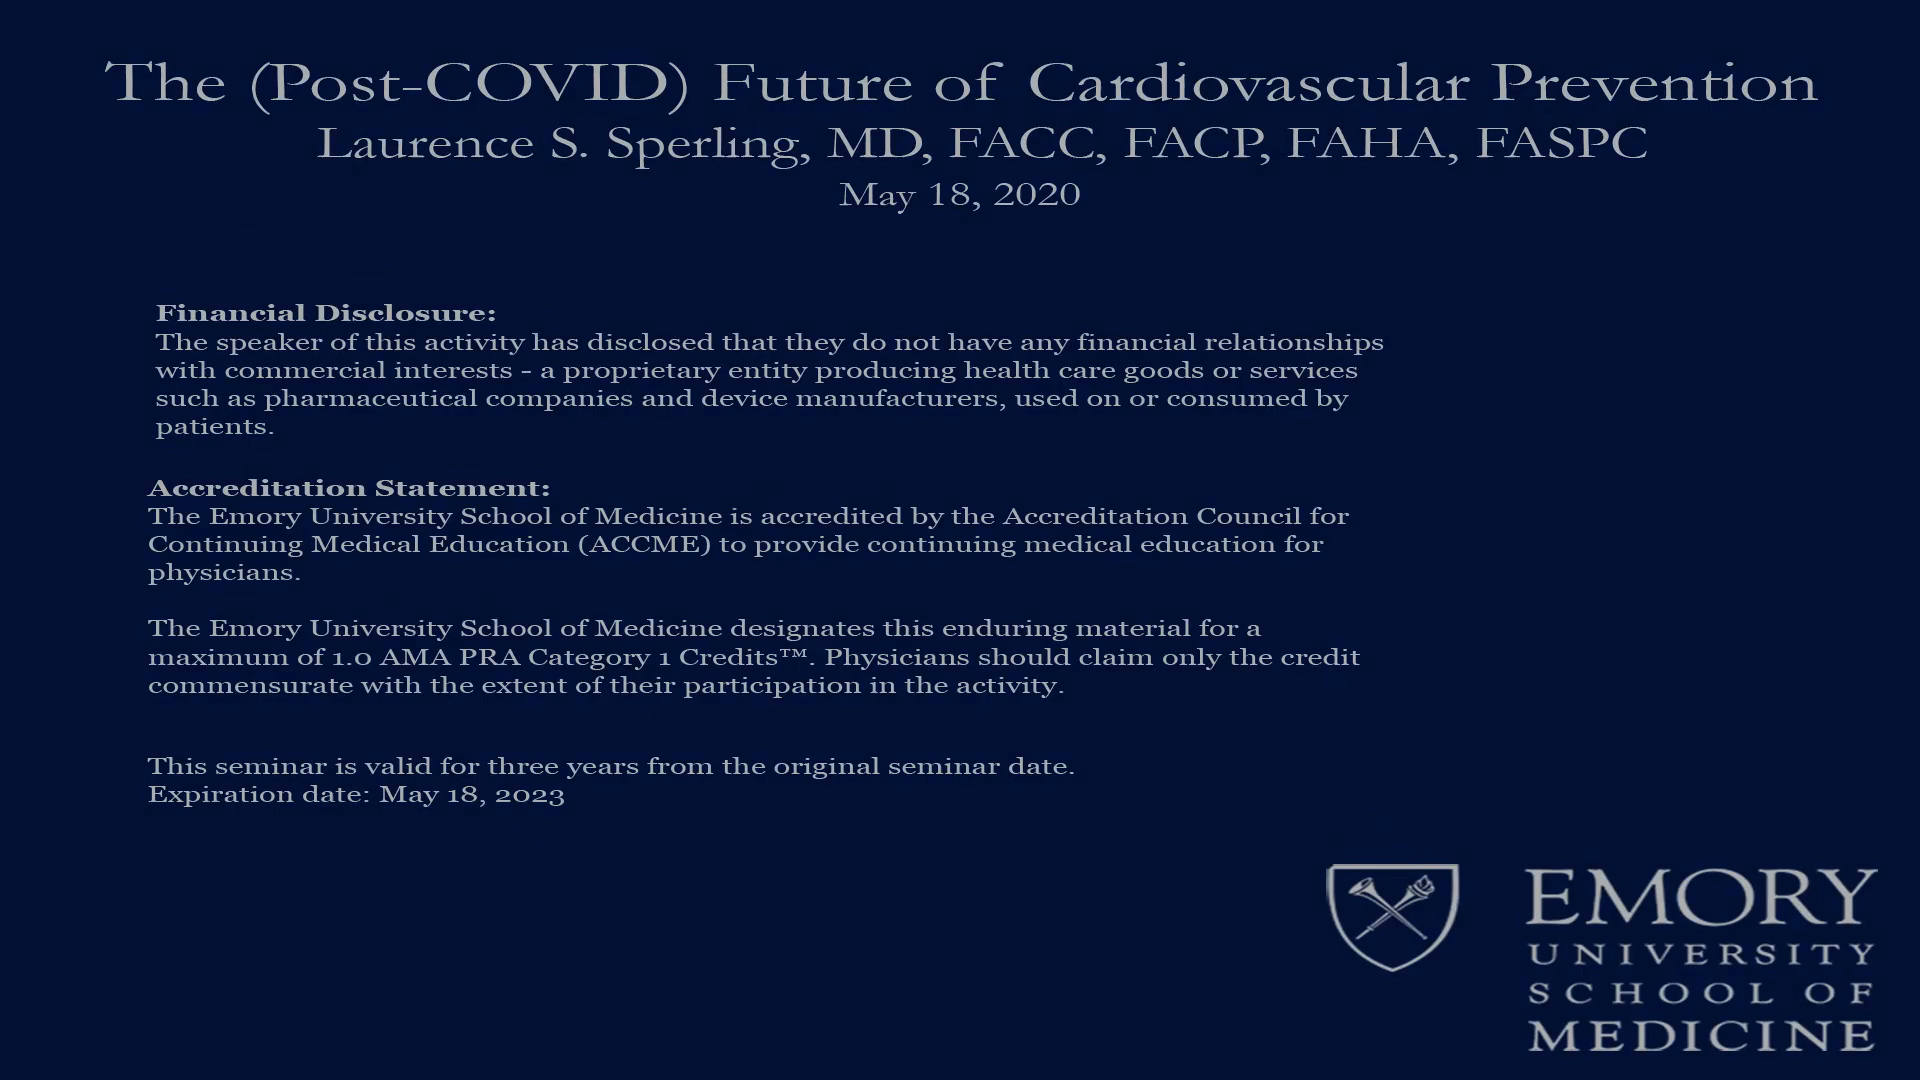 The (Post-COVID) Future of Cardiovascular Prevention
Laurence S. Sperling, MD, FACC, FACP, FAHA, FASPC
May 18, 2020
Financial Disclosure:
The speaker of this activity has disclosed that they do not have any financial relationships
with commercial interests - a proprietary entity producing health care goods or services
such as pharmaceutical companies and device manufacturers, used on or consumed by
patients.
Accreditation Statement:
The Emory University School of Medicine is accredited by the Accreditation Council for
Continuing Medical Education (ACCME) to provide continuing medical education for
physicians.
The Emory University School of Medicine designates this enduring material for a
maximum of 1.0 AMA PRA Category 1 Credits™. Physicians should claim only the credit
commensurate with the extent of their participation in the activity.
This seminar is valid for three years from the original seminar date.
Expiration date: May 18, 2023
EMORY
UNIVERSITY
SCHOOL OF
MEDICINE